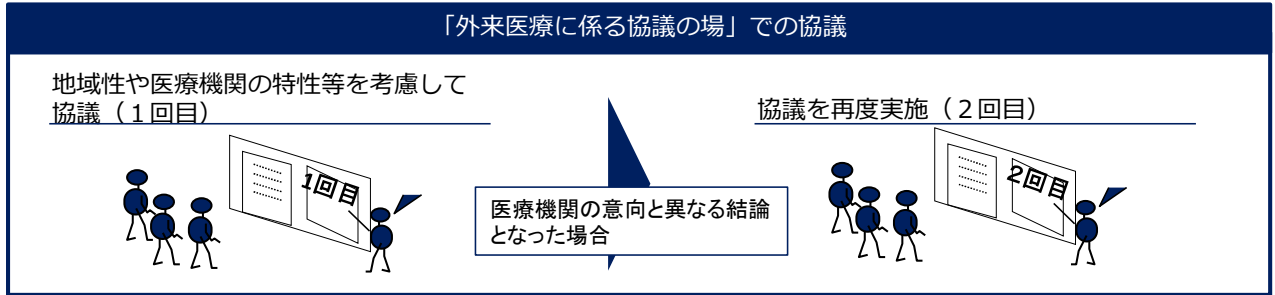 「外来医療に係る協議の場」での協議
地域性や医療機関の特性等を考慮して
協議（１回目）
1回目
医療機関の意向と異なる結論
となった場合
協議を再度実施（２回目）
2回目